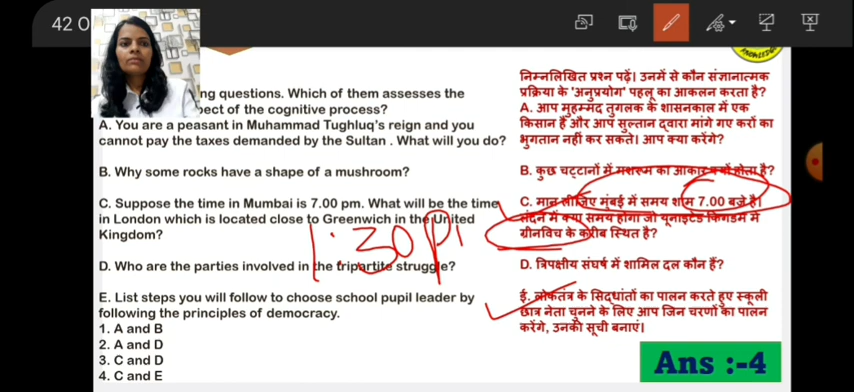 42 O
ng questions. Which of them assesses the
pect of the cognitive process?
A. You are a peasant in Muhammad Tughluq's reign and you
cannot pay the taxes demanded by the Sultan . What will you do?
B. Why some rocks have a shape of a mushroom?
C. Suppose the time in Mumbai is 7.00 pm. What will be the time
in London which is located close to Greenwich in the United
Kingdom?
D. Who are the parties involved in the tripartite struggle?
E. List steps you will follow to choose school pupil leader by
following the principles of democracy.
1. A and B
2. A and D
3. C and D
4. C and E
1:30 P
निम्नलिखित प्रश्न पढ़ें। उनमें से कौन संज्ञानात्मक
प्रक्रिया के 'अनुप्रयोग' पहलू का आकलन करता है?
A. आप मुहम्मद तुगलक के शासनकाल में एक
किसान हैं और आप सुल्तान द्वारा मांगे गए करों का
भुगतान नहीं कर सकते। आप क्या करेंगे?
B. कुछ चट्टानों में मशरूम का आकार क्यों होता है?
C. मान लीजिए मुंबई में समय शाम 7.00 बजे है।
लंदन में क्या समय होगा जो यूनाइटेड किंगडम में
ग्रीनविच के करीब स्थित है?
D. त्रिपक्षीय संघर्ष में शामिल दल कौन हैं?
ई. लोकतंत्र के सिद्धांतों का पालन करते हुए स्कूली
छात्र नेता चुनने के लिए आप जिन चरणों का पालन
करेंगे, उनकी सूची बनाएं।
Ans :-4